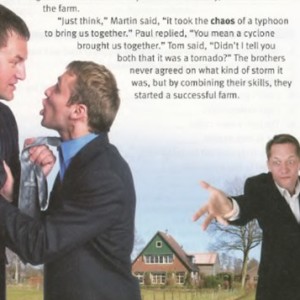 the farm.
"Just think," Martin said, "It took the chaos of a typhoon
to bring us together." Paul replied, "You mean a cyclone
brought us together." Tom said, "Didn't I tell you
both that it was a tornado?" The brothers
never agreed on what kind of storm it
was, but by combining their skills, they
started a successful farm.